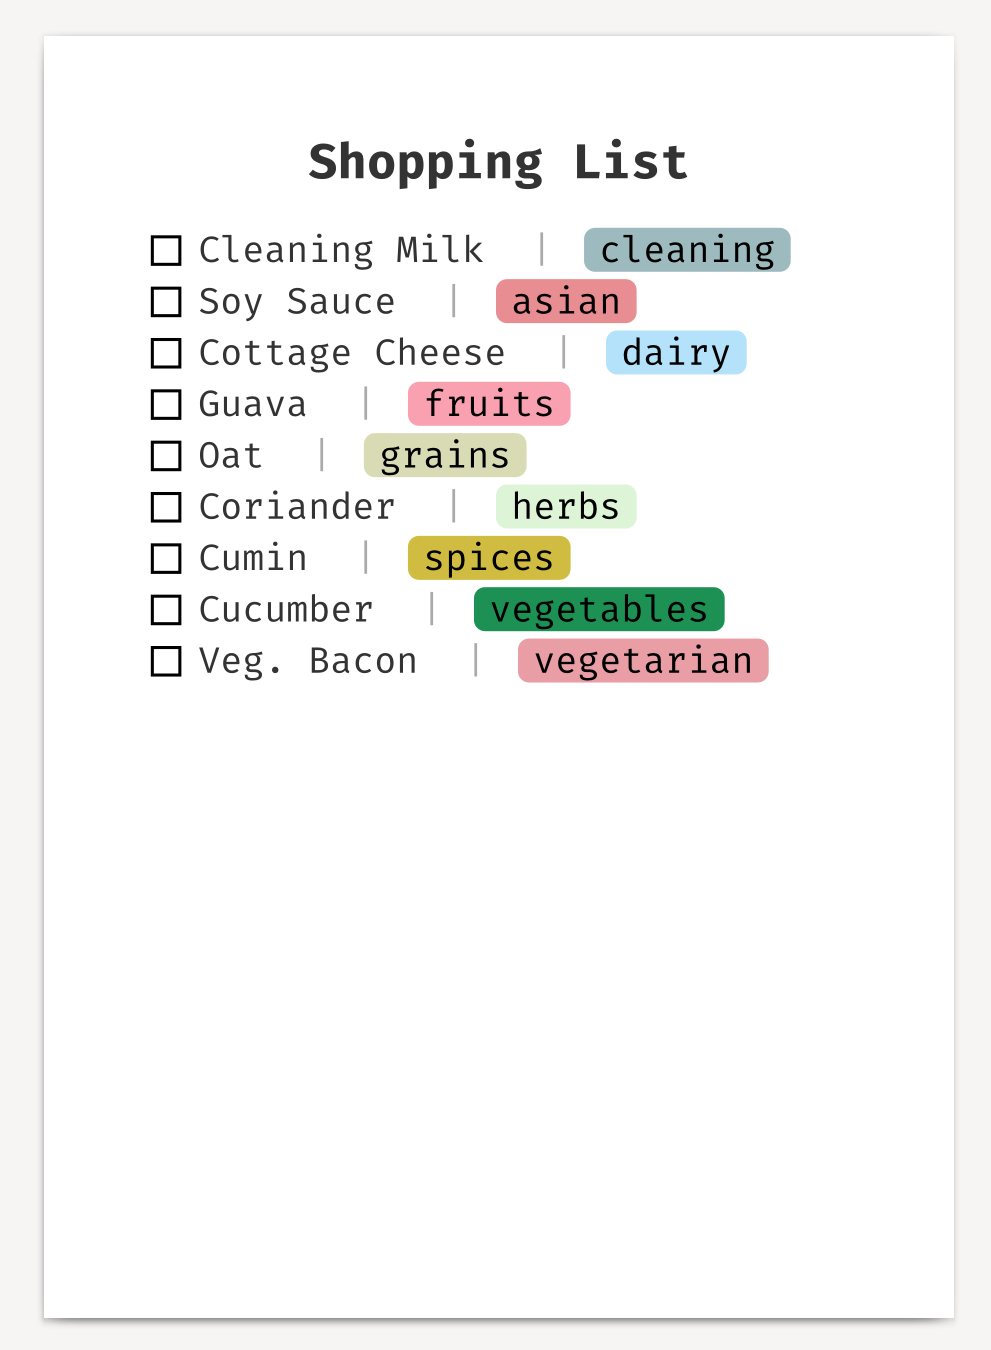 Shopping List
Cleaning Milk | cleaning
Soy Sauce | asian
Cottage Cheese | dairy
Guava | fruits
Oat | grains
Coriander | herbs
Cumin | spices
Cucumber | vegetables
Veg. Bacon | vegetarian